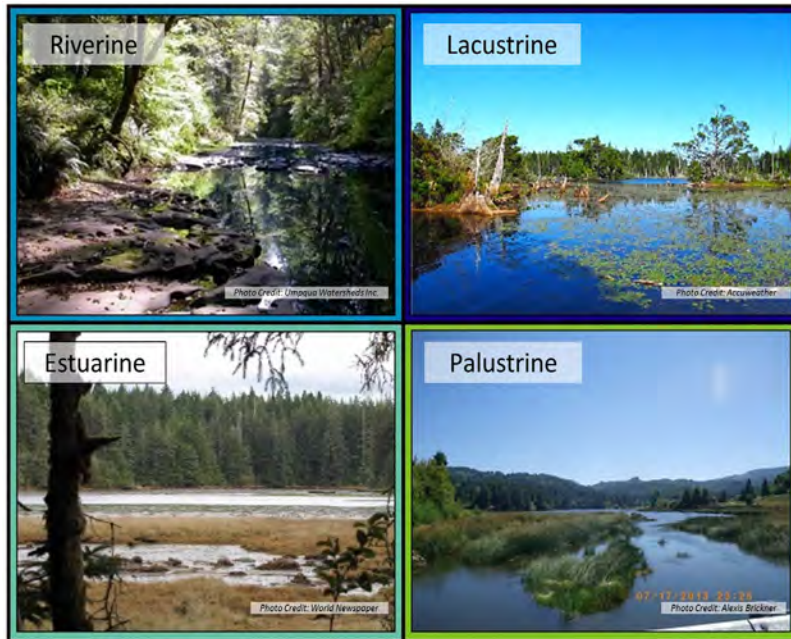 Riverine
Lacustrine
Photo Credit: Umpqua Watersheds Inc.
Photo Credit: Accuweather
Estuarine
Palustrine
07/17/2013 23:26
Photo Credit: World Newspaper
Photo Credit: Alexis Brickner